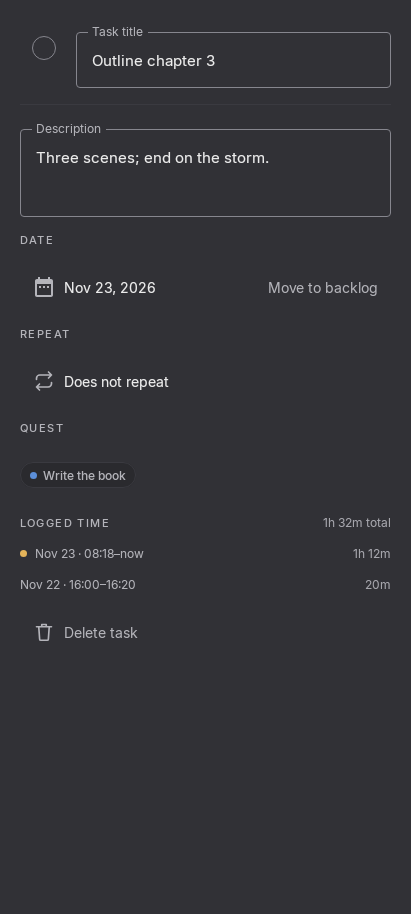 Task title
Outline chapter 3
Description
Three scenes; end on the storm.
DATE
Nov 23, 2026 Move to backlog
REPEAT
Does not repeat
QUEST
Write the book
LOGGED TIME 1h 32m total
Nov 23 · 08:18–now 1h 12m
Nov 22 · 16:00–16:20 20m
Delete task